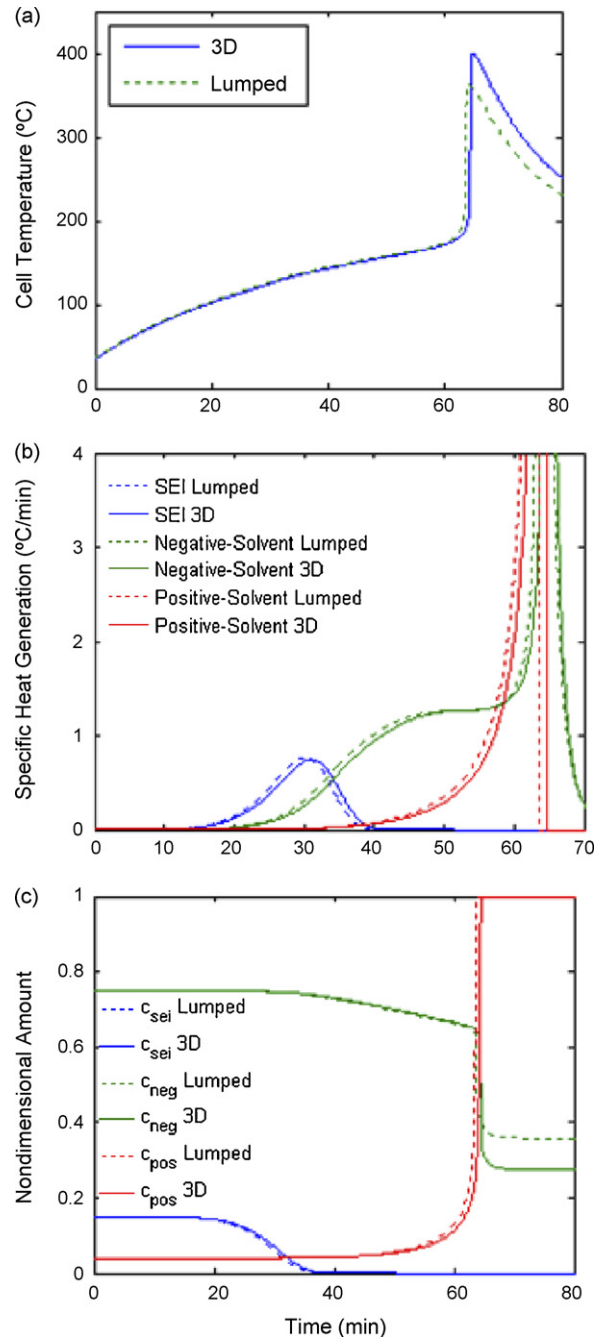 (a)
400
300
200
100
0
Cell Temperature (ºC)
3D
Lumped
0 20 40 60 80
(b)
4
3
2
1
0
Specific Heat Generation (ºC/min)
SEI Lumped
SEI 3D
Negative-Solvent Lumped
Negative-Solvent 3D
Positive-Solvent Lumped
Positive-Solvent 3D
0 10 20 30 40 50 60 70
(c)
1
0.8
0.6
0.4
0.2
0
Nondimensional Amount
c_sei Lumped
c_sei 3D
c_neg Lumped
c_neg 3D
c_pos Lumped
c_pos 3D
0 20 40 60 80
Time (min)